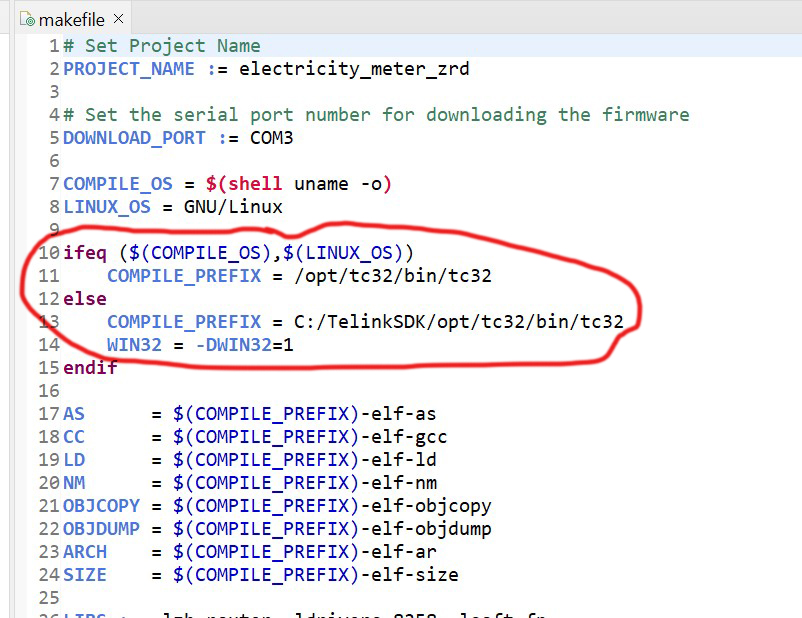 makefile
1 # Set Project Name
2 PROJECT_NAME := electricity_meter_zrd
3
4 # Set the serial port number for downloading the firmware
5 DOWNLOAD_PORT := COM3
6
7 COMPILE_OS = $(shell uname -o)
8 LINUX_OS = GNU/Linux
9
10 ifeq ($(COMPILE_OS),$(LINUX_OS))
11 COMPILE_PREFIX = /opt/tc32/bin/tc32
12 else
13 COMPILE_PREFIX = C:/TelinkSDK/opt/tc32/bin/tc32
14 WIN32 = -DWIN32=1
15 endif
16
17 AS = $(COMPILE_PREFIX)-elf-as
18 CC = $(COMPILE_PREFIX)-elf-gcc
19 LD = $(COMPILE_PREFIX)-elf-ld
20 NM = $(COMPILE_PREFIX)-elf-nm
21 OBJCOPY = $(COMPILE_PREFIX)-elf-objcopy
22 OBJDUMP = $(COMPILE_PREFIX)-elf-objdump
23 ARCH = $(COMPILE_PREFIX)-elf-ar
24 SIZE = $(COMPILE_PREFIX)-elf-size
25